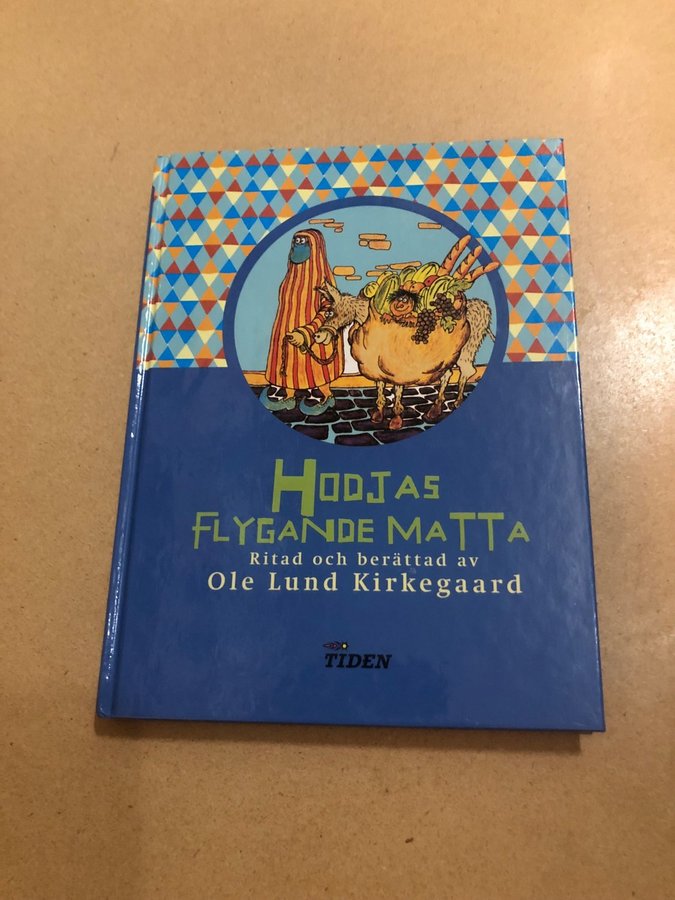 HODJAS
FLYGANDE MATTA
Ritad och berättad av
Ole Lund Kirkegaard
TIDEN